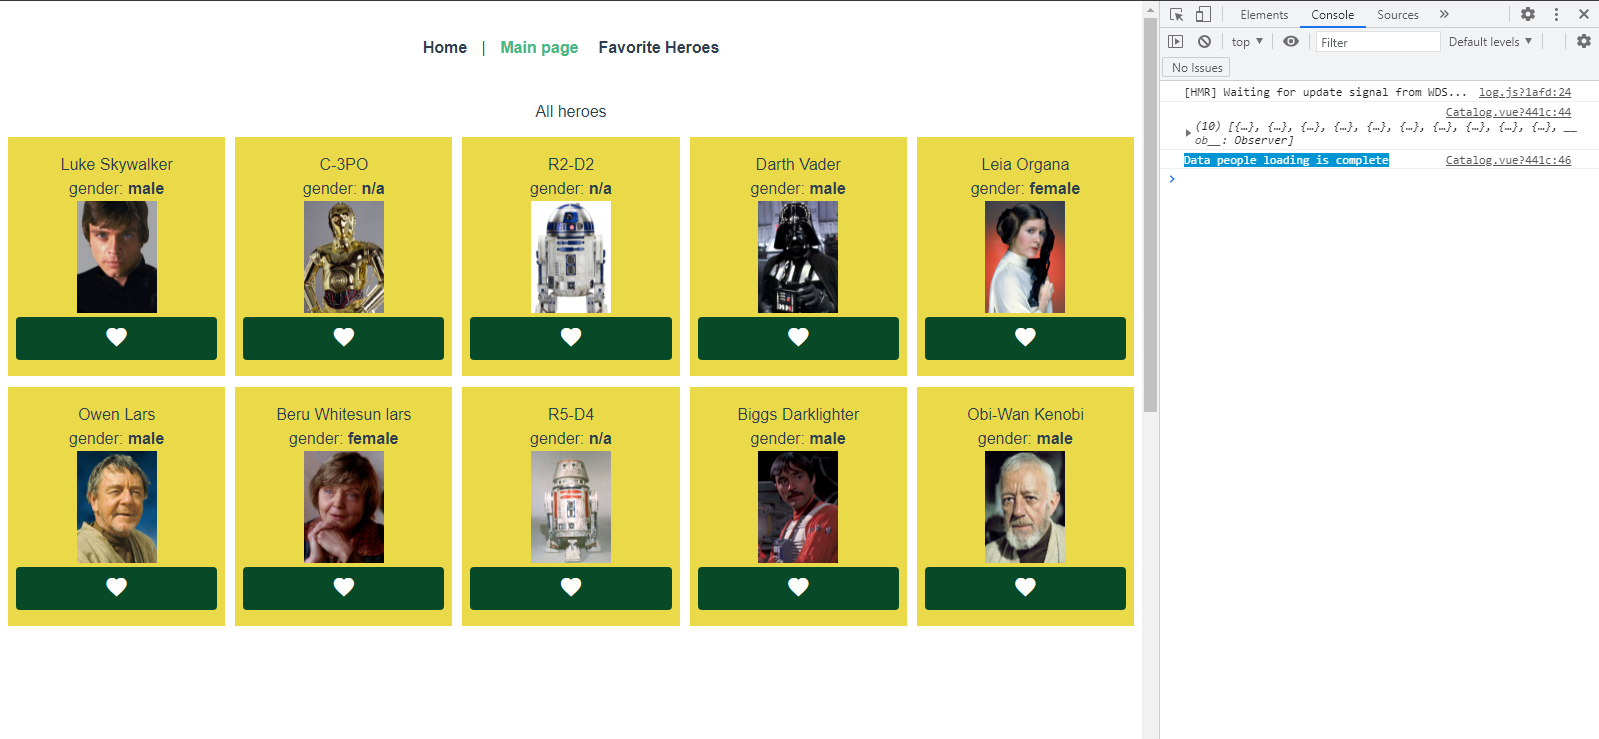 Home | Main page Favorite Heroes
All heroes
Luke Skywalker
gender: male
C-3PO
gender: n/a
R2-D2
gender: n/a
Darth Vader
gender: male
Leia Organa
gender: female
Owen Lars
gender: male
Beru Whitesun lars
gender: female
R5-D4
gender: n/a
Biggs Darklighter
gender: male
Obi-Wan Kenobi
gender: male
Elements Console Sources »
top Filter Default levels
No Issues
[HMR] Waiting for update signal from WDS... log.js?1afd:24
Catalog.vue?441c:44
(10) [{…}, {…}, {…}, {…}, {…}, {…}, {…}, {…}, {…}, {…}, __
ob__: Observer]
Data people loading is complete Catalog.vue?441c:46